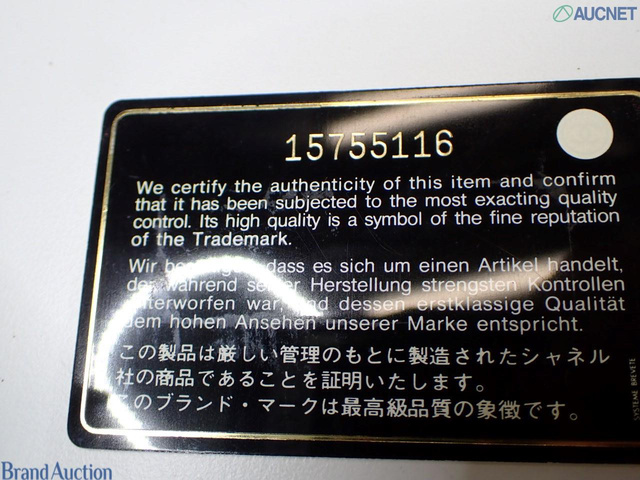 AUCNET
15755116
We certify the authenticity of this item and confirm
that it has been subjected to the most exacting quality
control. Its high quality is a symbol of the fine reputation
of the Trademark.
Wir dass es sich um einen Artikel handelt,
der während seiner Herstellung strengsten Kontrollen
unterworfen war, und dessen erstklassige Qualität
dem hohen Ansehen unserer Marke entspricht.
この製品は厳しい管理のもとに製造されたシャネル
社の商品であることを証明いたします。
このブランド・マークは最高級品質の象徴です。
SYSTEME BREVETE
Brand Auction